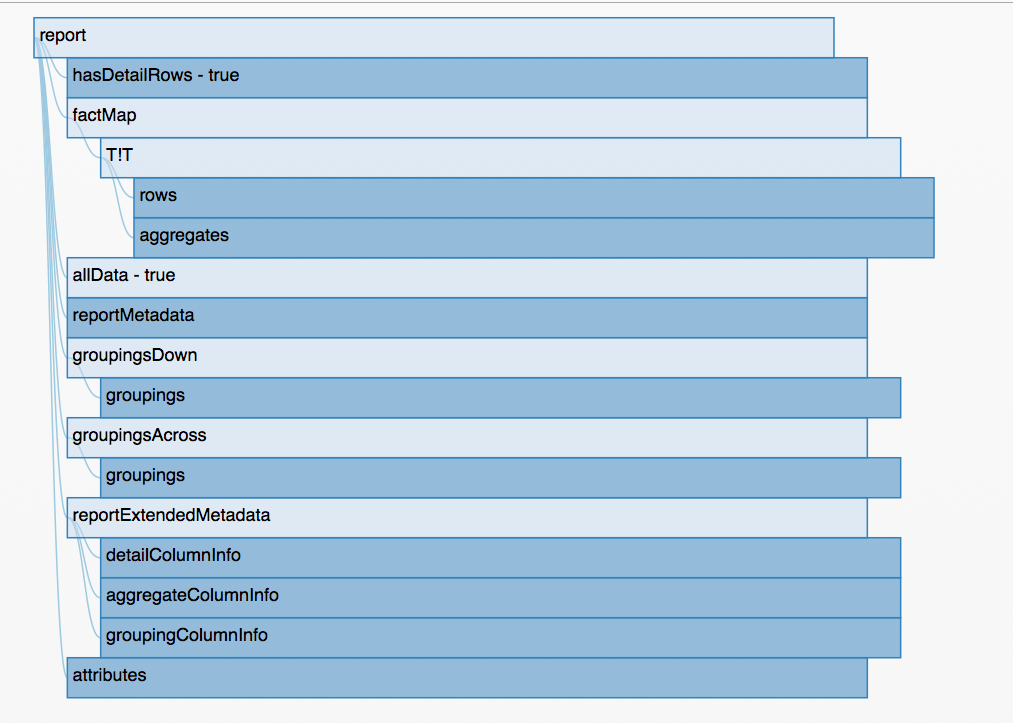 report
hasDetailRows - true
factMap
T!T
rows
aggregates
allData - true
reportMetadata
groupingsDown
groupings
groupingsAcross
groupings
reportExtendedMetadata
detailColumnInfo
aggregateColumnInfo
groupingColumnInfo
attributes